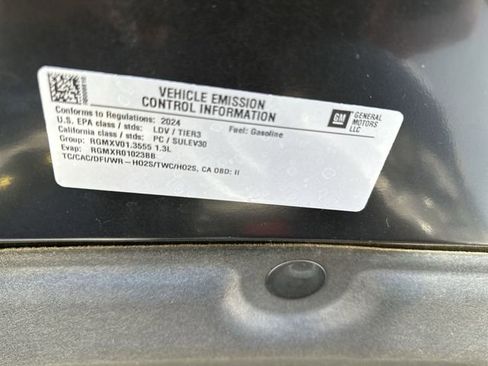 VEHICLE EMISSION
CONTROL INFORMATION
GM GENERAL MOTORS LLC
Conforms to Regulations: 2024
U.S. EPA class / stds: LDV / TIER3 Fuel: Gasoline
California class / stds: PC / SULEV30
Group: RGMXV01.3555 1.3L
Evap: RGMXR0102388
TC/CAC/DFI/WR-HO2S/TWC/HO2S, CA OBD: II